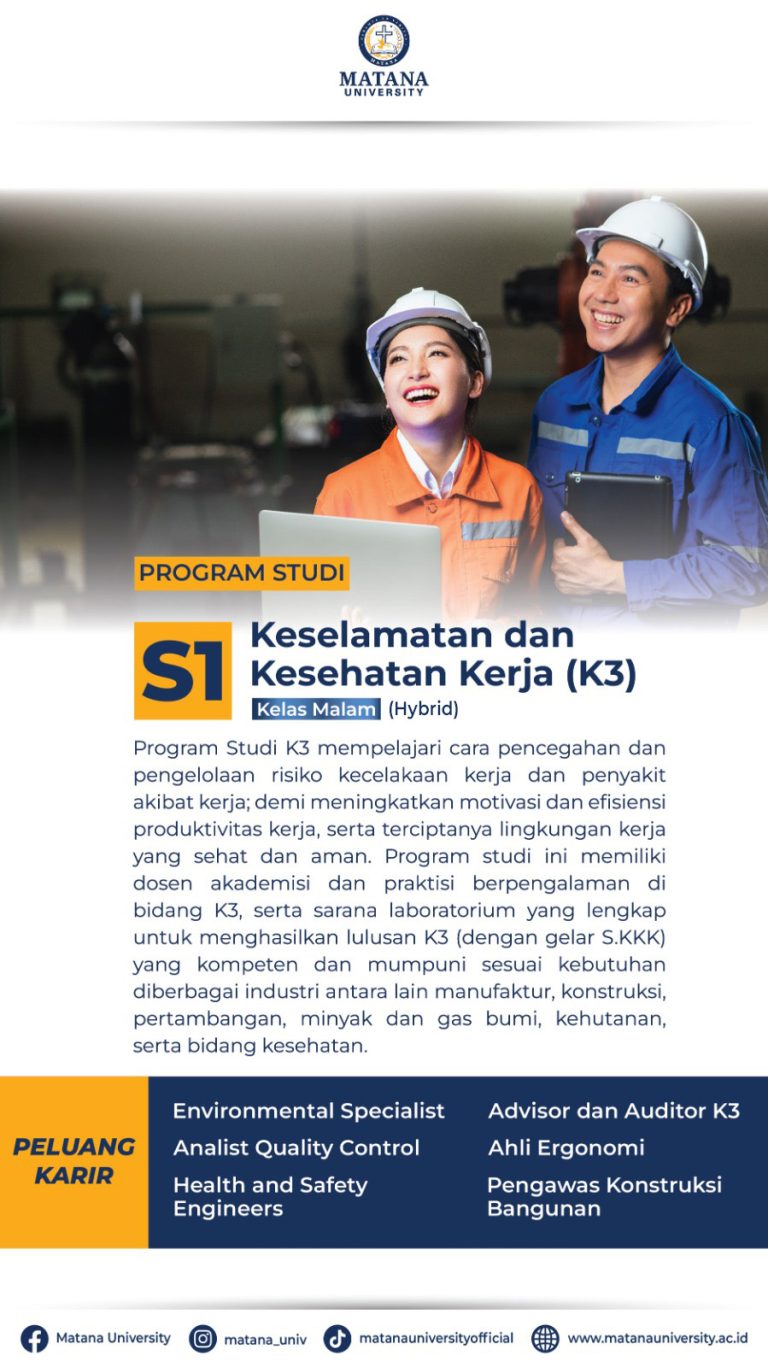 MATANA
UNIVERSITY
PROGRAM STUDI
S1
Keselamatan dan
Kesehatan Kerja (K3)
Kelas Malam (Hybrid)
Program Studi K3 mempelajari cara pencegahan dan
pengelolaan risiko kecelakaan kerja dan penyakit
akibat kerja; demi meningkatkan motivasi dan efisiensi
produktivitas kerja, serta terciptanya lingkungan kerja
yang sehat dan aman. Program studi ini memiliki
dosen akademisi dan praktisi berpengalaman di
bidang K3, serta sarana laboratorium yang lengkap
untuk menghasilkan lulusan K3 (dengan gelar S.KKK)
yang kompeten dan mumpuni sesuai kebutuhan
diberbagai industri antara lain manufaktur, konstruksi,
pertambangan, minyak dan gas bumi, kehutanan,
serta bidang kesehatan.
PELUANG
KARIR
Environmental Specialist
Analist Quality Control
Health and Safety
Engineers
Advisor dan Auditor K3
Ahli Ergonomi
Pengawas Konstruksi
Bangunan
Matana University
matana_univ
matanauniversityofficial
www.matanauniversity.ac.id